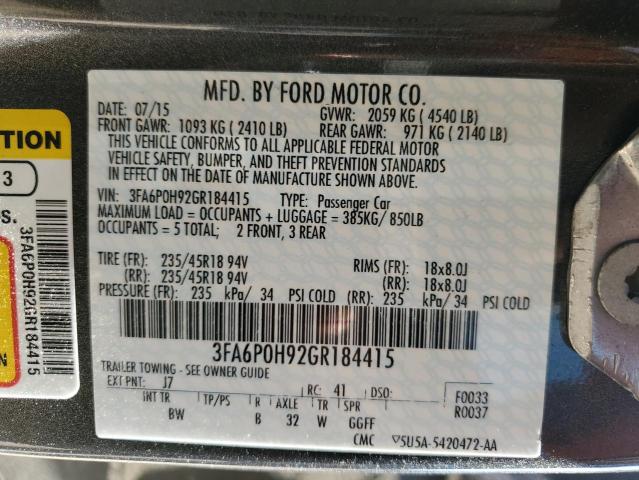 MFD. BY FORD MOTOR CO.
DATE: 07/15 GVWR: 2059 KG (4540 LB)
FRONT GAWR: 1093 KG (2410 LB) REAR GAWR: 971 KG (2140 LB)
THIS VEHICLE CONFORMS TO ALL APPLICABLE FEDERAL MOTOR
VEHICLE SAFETY, BUMPER, AND THEFT PREVENTION STANDARDS
IN EFFECT ON THE DATE OF MANUFACTURE SHOWN ABOVE.
VIN: 3FA6P0H92GR184415 TYPE: Passenger Car
MAXIMUM LOAD = OCCUPANTS + LUGGAGE = 385KG/ 850LB
OCCUPANTS = 5 TOTAL; 2 FRONT, 3 REAR
TIRE (FR): 235/45R18 94V RIMS (FR): 18x8.0J
(RR): 235/45R18 94V (RR): 18x8.0J
PRESSURE (FR): 235 kPa/ 34 PSI COLD (RR): 235 kPa/ 34 PSI COLD
3FA6P0H92GR184415
TRAILER TOWING - SEE OWNER GUIDE
EXT PNT: J7 RC: 41 DSO: F0033
R0037
INT TR TP/PS R AXLE TR SPR
BW B 32 W GGFF
CMC 5U5A-5420472-AA
TION
3
os.
3FA6P0H92GR184415
N